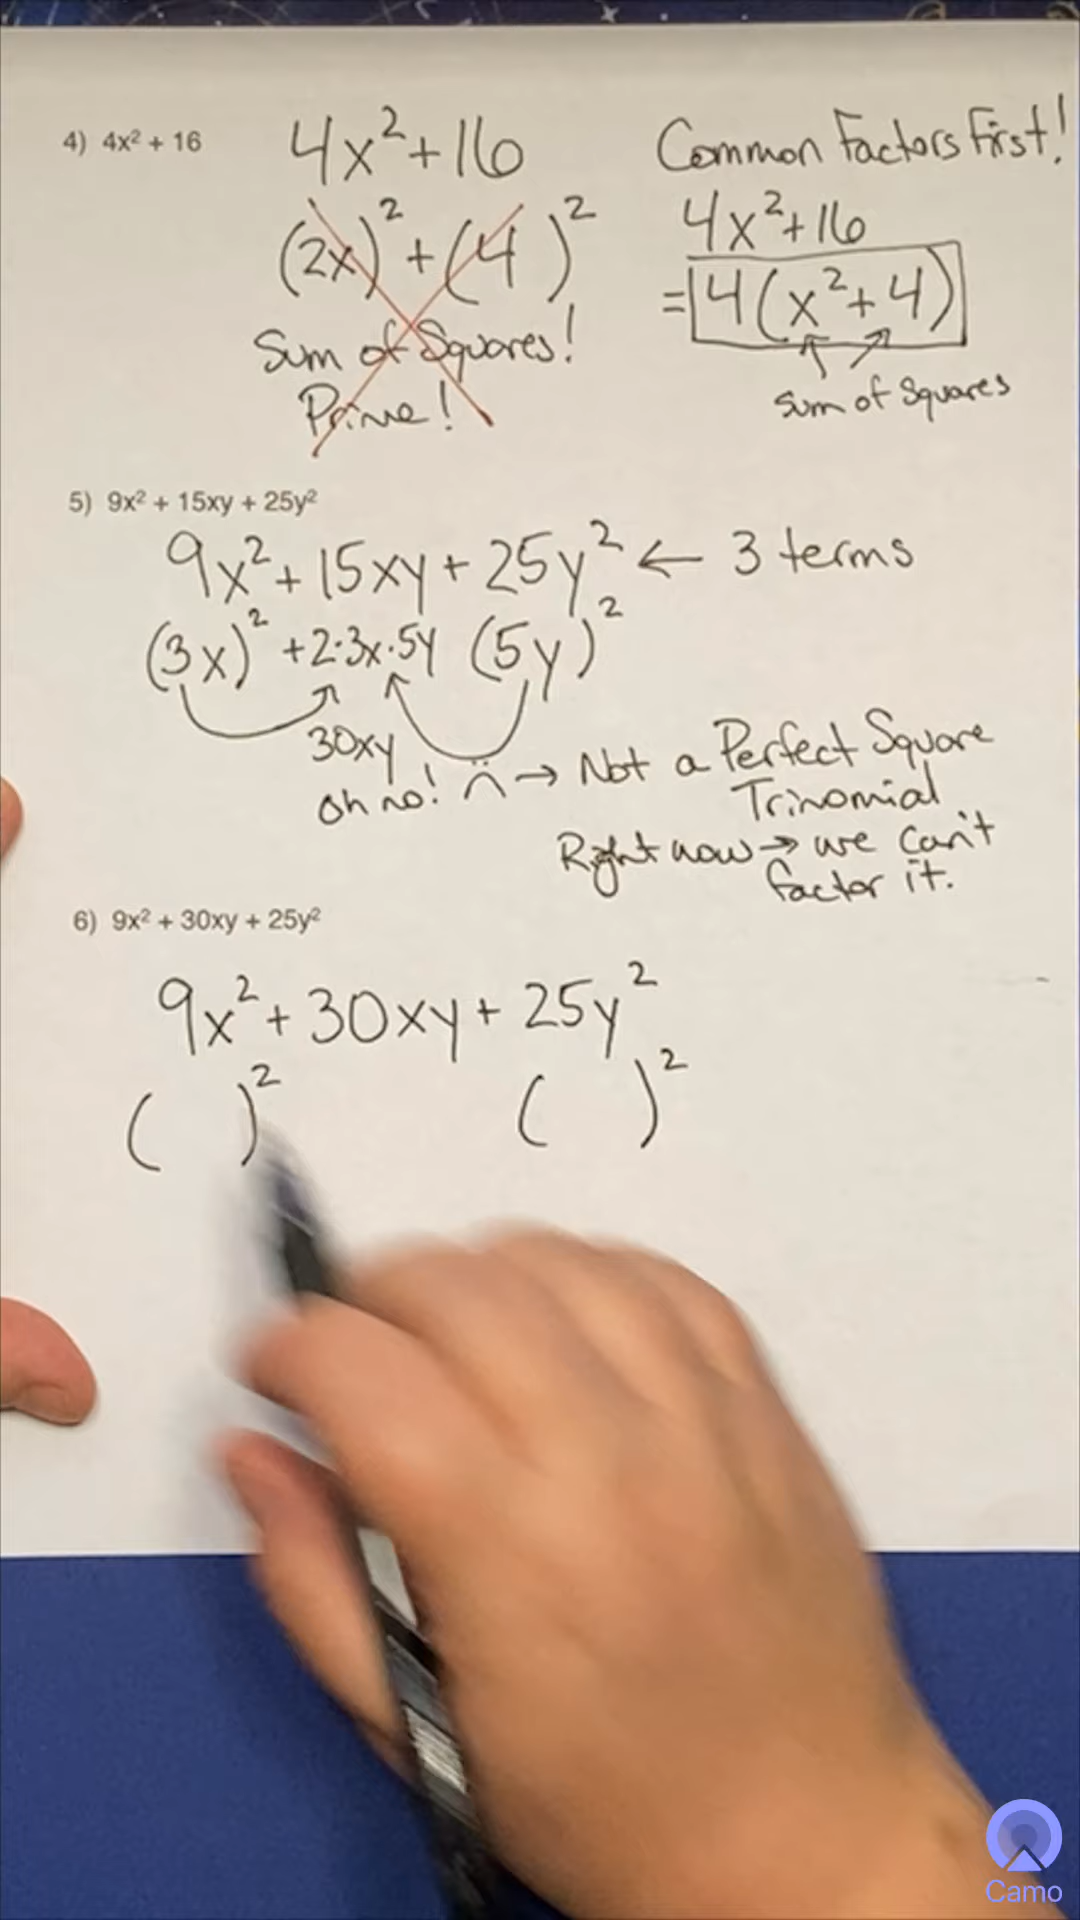 4) 4x² + 16
4x² + 16
(2x)² + (4)²
Sum of Squares!
Prime!
Common Factors First!
4x² + 16
= 4(x² + 4)
sum of squares
5) 9x² + 15xy + 25y²
9x² + 15xy + 25y² ← 3 terms
(3x)² + 2·3x·5y (5y)²
30xy
oh no! ☹ → Not a Perfect Square
Trinomial
Right now → we can't
factor it.
6) 9x² + 30xy + 25y²
9x² + 30xy + 25y²
( )² ( )²
Camo